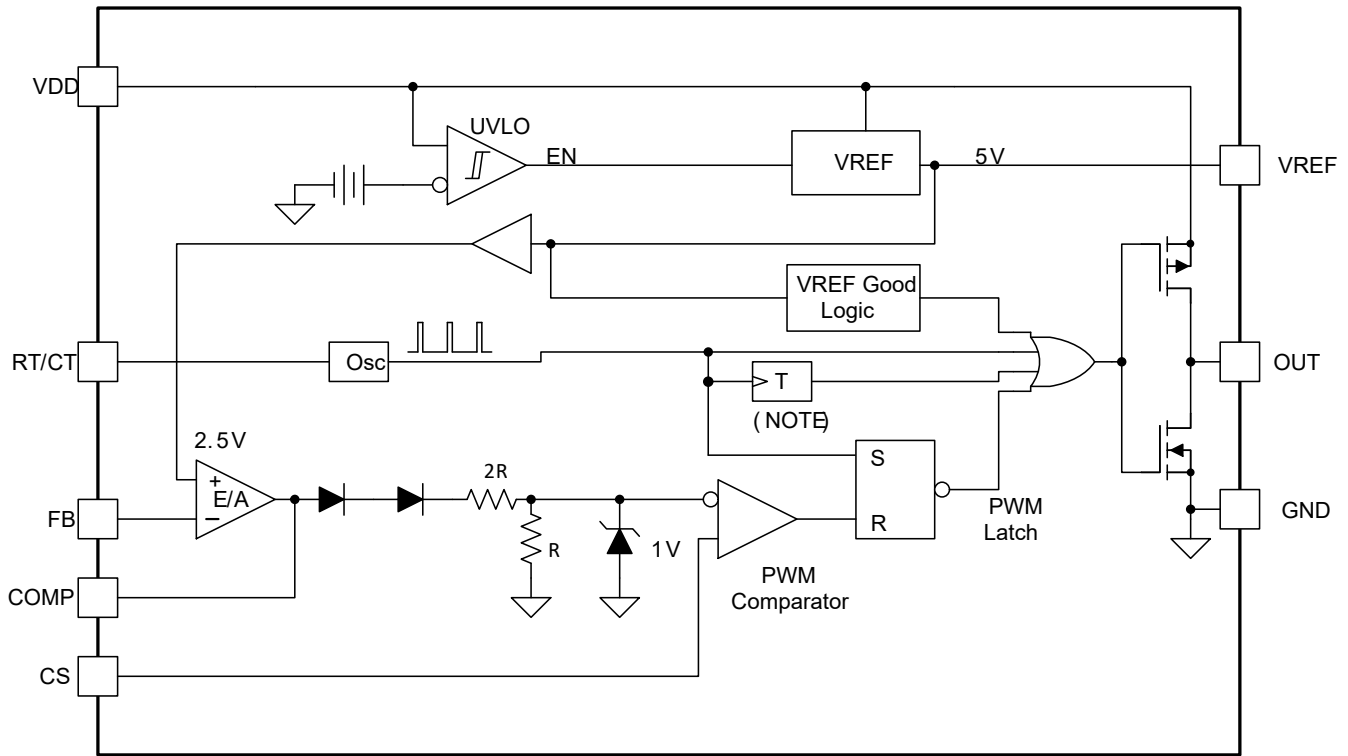 VDD
UVLO
EN
VREF
5V
VREF
VREF Good
Logic
RT/CT
Osc
T
(NOTE)
OUT
2.5V
+
E/A
−
FB
2R
R
1V
S
R
PWM
Latch
GND
COMP
PWM
Comparator
CS